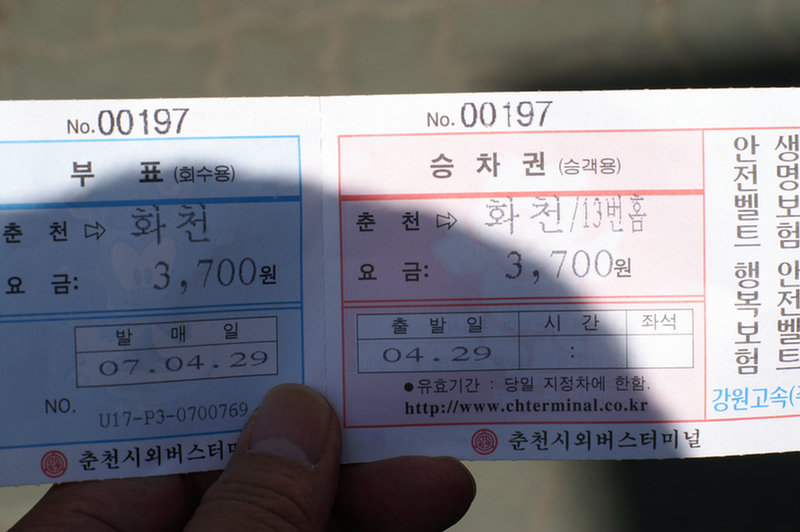 No.00197
부 표 (회수용)
춘 천 ⇨ 화천
요 금: 3,700원
발 매 일
07.04.29
NO. U17-P3-0700769
춘천시외버스터미널
No.00197
승 차 권 (승객용)
춘 천 ⇨ 화천/13번홈
요 금: 3,700원
출 발 일 시 간 좌석
04.29 :
●유효기간 : 당일 지정차에 한함.
http://www.chterminal.co.kr
춘천시외버스터미널
생명보험 안전벨트
안전벨트 행복보험
강원고속(